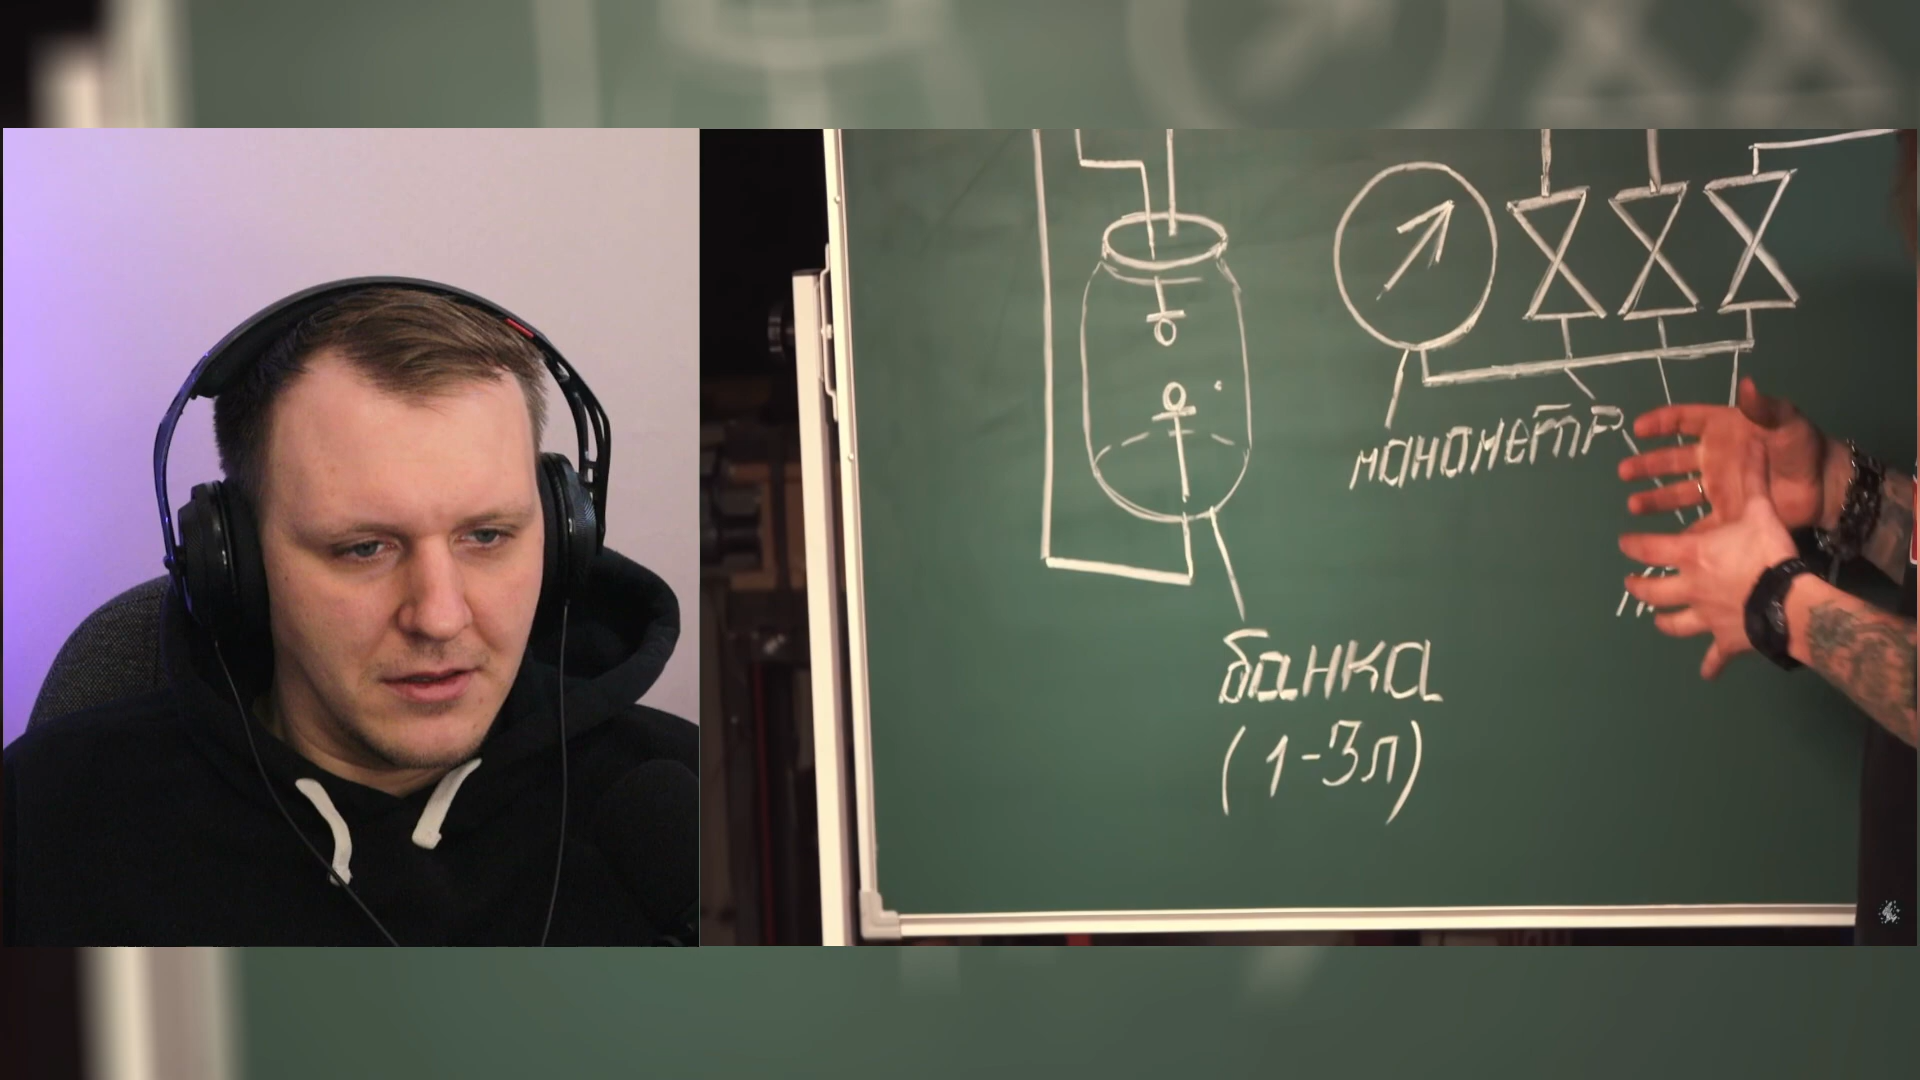 манометр
банка
(1-3л)